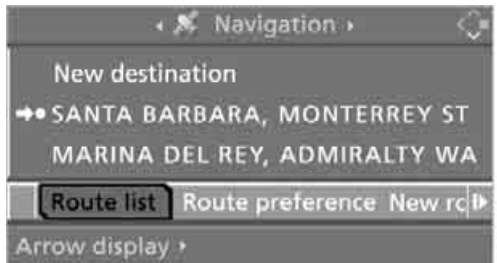 Navigation
New destination
SANTA BARBARA, MONTERREY ST
MARINA DEL REY, ADMIRALTY WA
Route list Route preference New rc
Arrow display